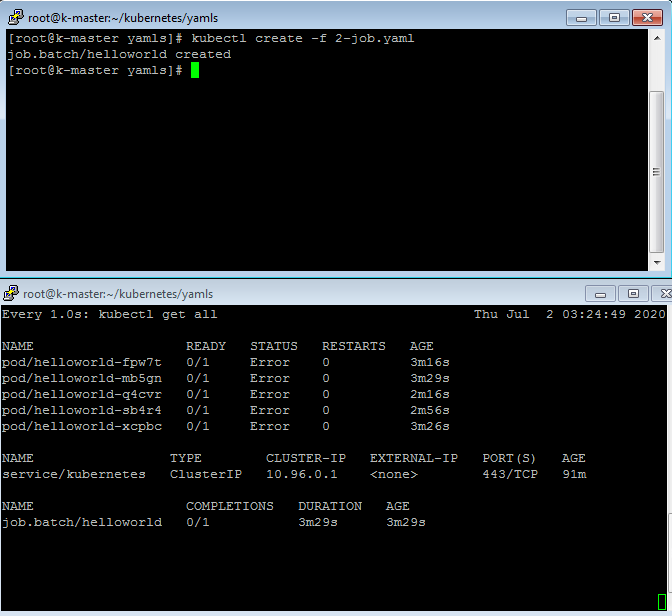 root@k-master:~/kubernetes/yamls
[root@k-master yamls]# kubectl create -f 2-job.yaml
job.batch/helloworld created
[root@k-master yamls]#
root@k-master:~/kubernetes/yamls
Every 1.0s: kubectl get all Thu Jul  2 03:24:49 2020
NAME READY STATUS RESTARTS AGE
pod/helloworld-fpw7t 0/1 Error 0 3m16s
pod/helloworld-mb5gn 0/1 Error 0 3m29s
pod/helloworld-q4cvr 0/1 Error 0 2m16s
pod/helloworld-sb4r4 0/1 Error 0 2m56s
pod/helloworld-xcpbc 0/1 Error 0 3m26s
NAME TYPE CLUSTER-IP EXTERNAL-IP PORT(S) AGE
service/kubernetes ClusterIP 10.96.0.1 <none> 443/TCP 91m
NAME COMPLETIONS DURATION AGE
job.batch/helloworld 0/1 3m29s 3m29s